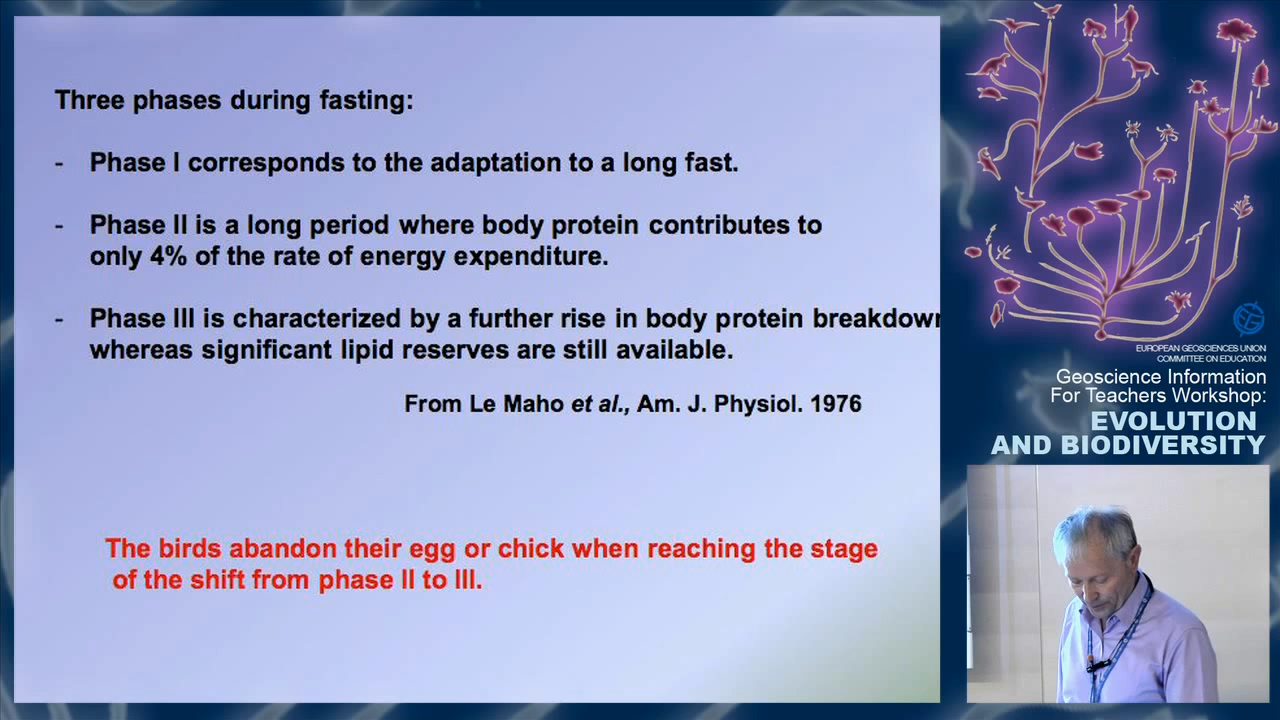 Three phases during fasting:
- Phase I corresponds to the adaptation to a long fast.
- Phase II is a long period where body protein contributes to
only 4% of the rate of energy expenditure.
- Phase III is characterized by a further rise in body protein breakdown
whereas significant lipid reserves are still available.
From Le Maho et al., Am. J. Physiol. 1976
The birds abandon their egg or chick when reaching the stage
of the shift from phase II to III.
EUROPEAN GEOSCIENCES UNION
COMMITTEE ON EDUCATION
Geoscience Information
For Teachers Workshop:
EVOLUTION
AND BIODIVERSITY